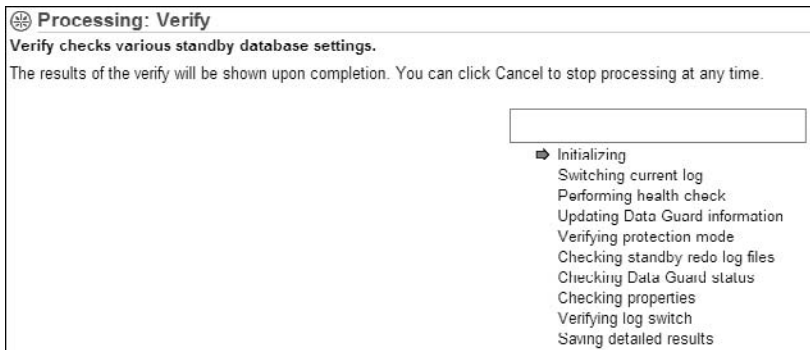 Processing: Verify
Verify checks various standby database settings.
The results of the verify will be shown upon completion. You can click Cancel to stop processing at any time.
Initializing
Switching current log
Performing health check
Updating Data Guard information
Verifying protection mode
Checking standby redo log files
Checking Data Guard status
Checking properties
Verifying log switch
Saving detailed results